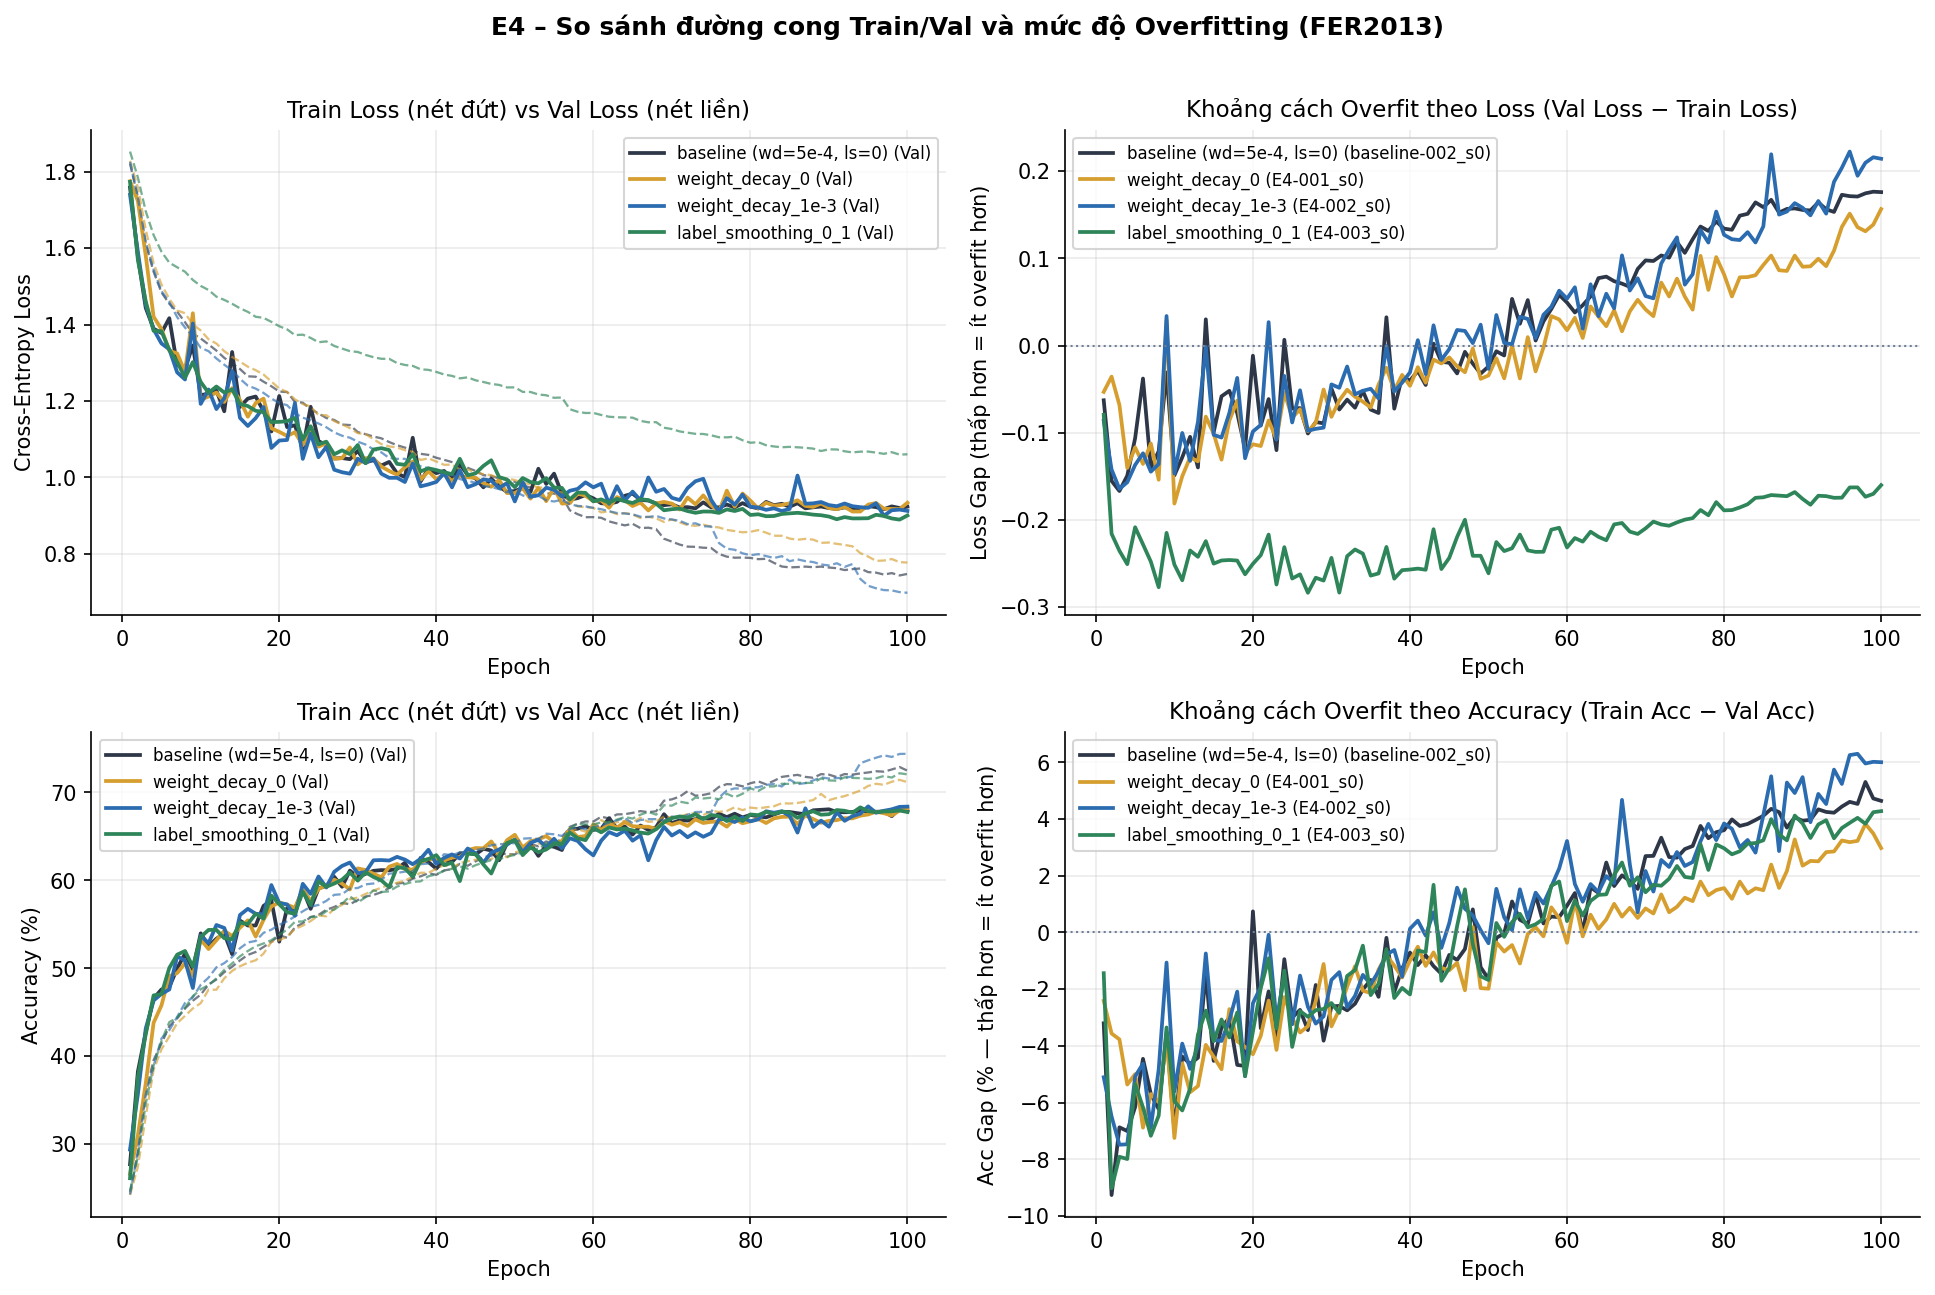 E4 – So sánh đường cong Train/Val và mức độ Overfitting (FER2013)
Train Loss (nét đứt) vs Val Loss (nét liền)
Cross-Entropy Loss
1.8
1.6
1.4
1.2
1.0
0.8
baseline (wd=5e-4, ls=0) (Val)
weight_decay_0 (Val)
weight_decay_1e-3 (Val)
label_smoothing_0_1 (Val)
0 20 40 60 80 100
Epoch
Khoảng cách Overfit theo Loss (Val Loss − Train Loss)
Loss Gap (thấp hơn = ít overfit hơn)
0.2
0.1
0.0
−0.1
−0.2
−0.3
baseline (wd=5e-4, ls=0) (baseline-002_s0)
weight_decay_0 (E4-001_s0)
weight_decay_1e-3 (E4-002_s0)
label_smoothing_0_1 (E4-003_s0)
0 20 40 60 80 100
Epoch
Train Acc (nét đứt) vs Val Acc (nét liền)
Accuracy (%)
70
60
50
40
30
baseline (wd=5e-4, ls=0) (Val)
weight_decay_0 (Val)
weight_decay_1e-3 (Val)
label_smoothing_0_1 (Val)
0 20 40 60 80 100
Epoch
Khoảng cách Overfit theo Accuracy (Train Acc − Val Acc)
Acc Gap (% — thấp hơn = ít overfit hơn)
6
4
2
0
−2
−4
−6
−8
−10
baseline (wd=5e-4, ls=0) (baseline-002_s0)
weight_decay_0 (E4-001_s0)
weight_decay_1e-3 (E4-002_s0)
label_smoothing_0_1 (E4-003_s0)
0 20 40 60 80 100
Epoch